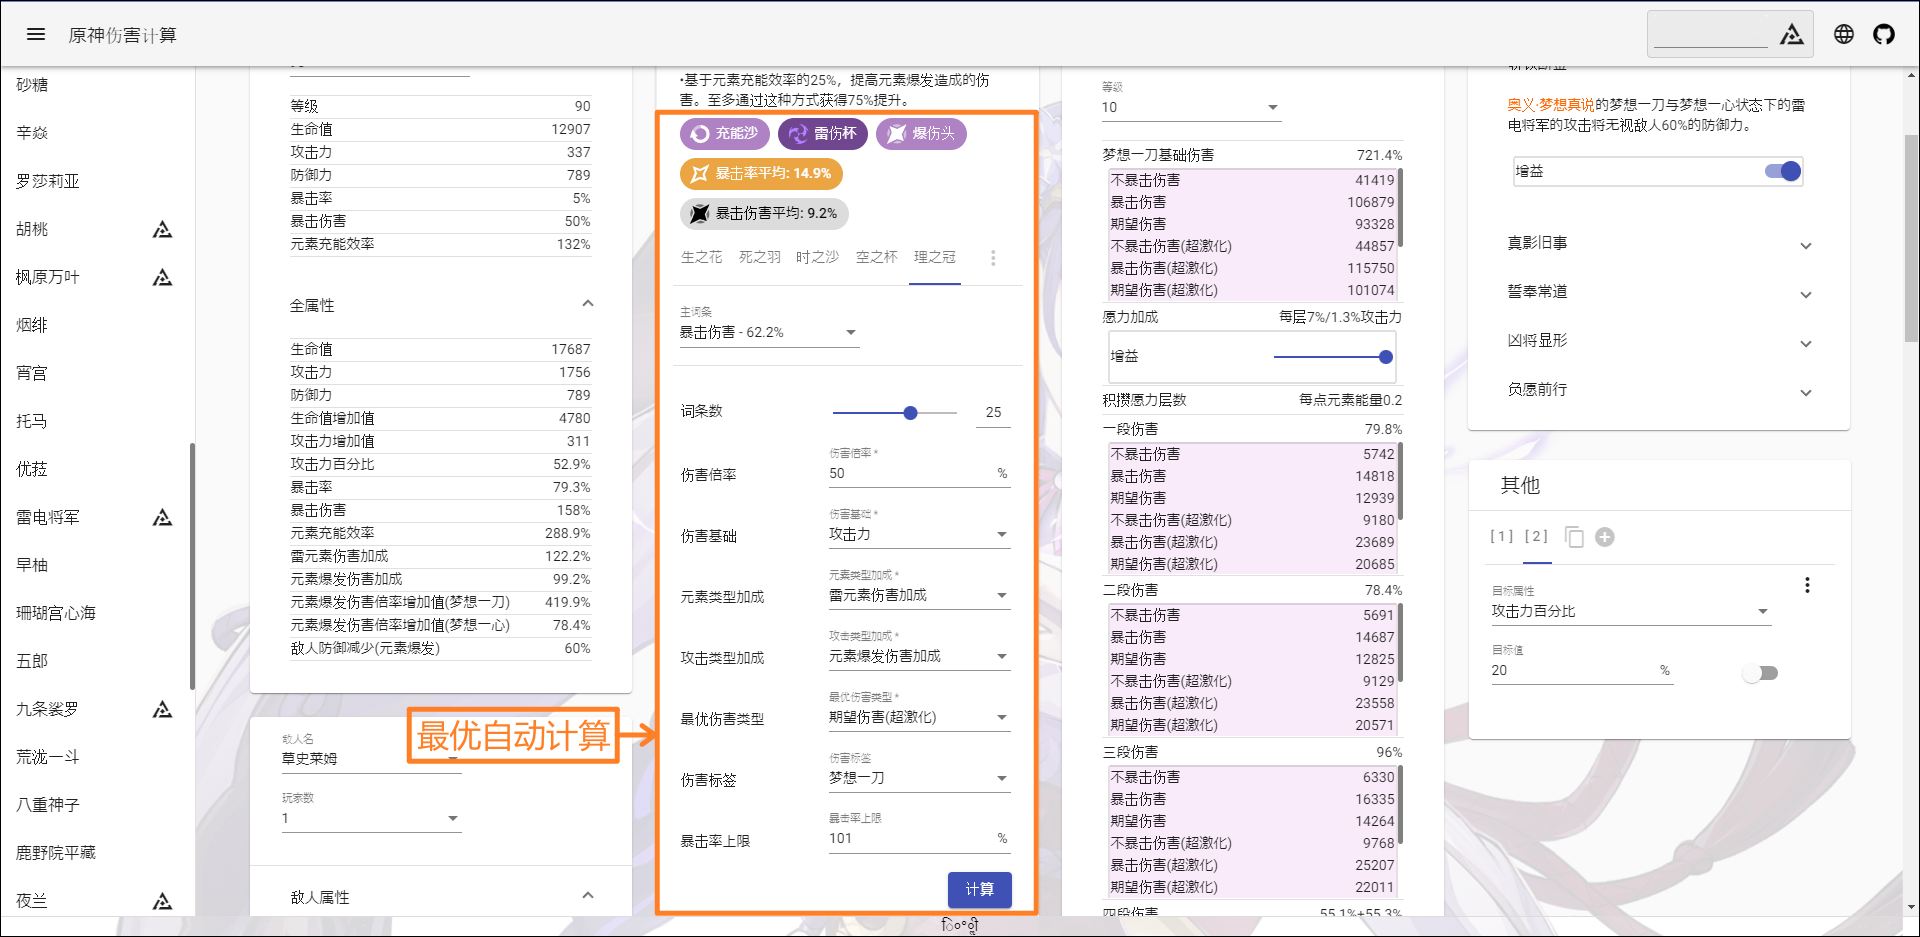 原神伤害计算
砂糖
辛焱
罗莎莉亚
胡桃
枫原万叶
烟绯
宵宫
托马
优菈
雷电将军
早柚
珊瑚宫心海
五郎
九条裟罗
荒泷一斗
八重神子
鹿野院平藏
夜兰
等级 90
生命值 12907
攻击力 337
防御力 789
暴击率 5%
暴击伤害 50%
元素充能效率 132%
全属性
生命值 17687
攻击力 1756
防御力 789
生命值增加值 4780
攻击力增加值 311
攻击力百分比 52.9%
暴击率 79.3%
暴击伤害 158%
元素充能效率 288.9%
雷元素伤害加成 122.2%
元素爆发伤害加成 99.2%
元素爆发伤害倍率增加值(梦想一刀) 419.9%
元素爆发伤害倍率增加值(梦想一心) 78.4%
敌人防御减少(元素爆发) 60%
敌人名
草史莱姆
玩家数
1
敌人属性
最优自动计算
•基于元素充能效率的25%，提高元素爆发造成的伤
害。至多通过这种方式获得75%提升。
充能沙 雷伤杯 爆伤头
暴击率平均: 14.9%
暴击伤害平均: 9.2%
生之花 死之羽 时之沙 空之杯 理之冠
主词条
暴击伤害 - 62.2%
词条数 25
伤害倍率 *
伤害倍率 50 %
伤害基础 *
伤害基础 攻击力
元素类型加成 *
元素类型加成 雷元素伤害加成
攻击类型加成 *
攻击类型加成 元素爆发伤害加成
最优伤害类型 *
最优伤害类型 期望伤害(超激化)
伤害标签
伤害标签 梦想一刀
暴击率上限
暴击率上限 101 %
计算
等级
10
梦想一刀基础伤害 721.4%
不暴击伤害 41419
暴击伤害 106879
期望伤害 93328
不暴击伤害(超激化) 44857
暴击伤害(超激化) 115750
期望伤害(超激化) 101074
愿力加成 每层7%/1.3%攻击力
增益
积攒愿力层数 每点元素能量0.2
一段伤害 79.8%
不暴击伤害 5742
暴击伤害 14818
期望伤害 12939
不暴击伤害(超激化) 9180
暴击伤害(超激化) 23689
期望伤害(超激化) 20685
二段伤害 78.4%
不暴击伤害 5691
暴击伤害 14687
期望伤害 12825
不暴击伤害(超激化) 9129
暴击伤害(超激化) 23558
期望伤害(超激化) 20571
三段伤害 96%
不暴击伤害 6330
暴击伤害 16335
期望伤害 14264
不暴击伤害(超激化) 9768
暴击伤害(超激化) 25207
期望伤害(超激化) 22011
四段伤害 55.1%+55.3%
奥义·梦想真说的梦想一刀与梦想一心状态下的雷
电将军的攻击将无视敌人60%的防御力。
增益
真影旧事
誓奉常道
凶将显形
负愿前行
其他
[1] [2]
目标属性
攻击力百分比
目标值
20 %